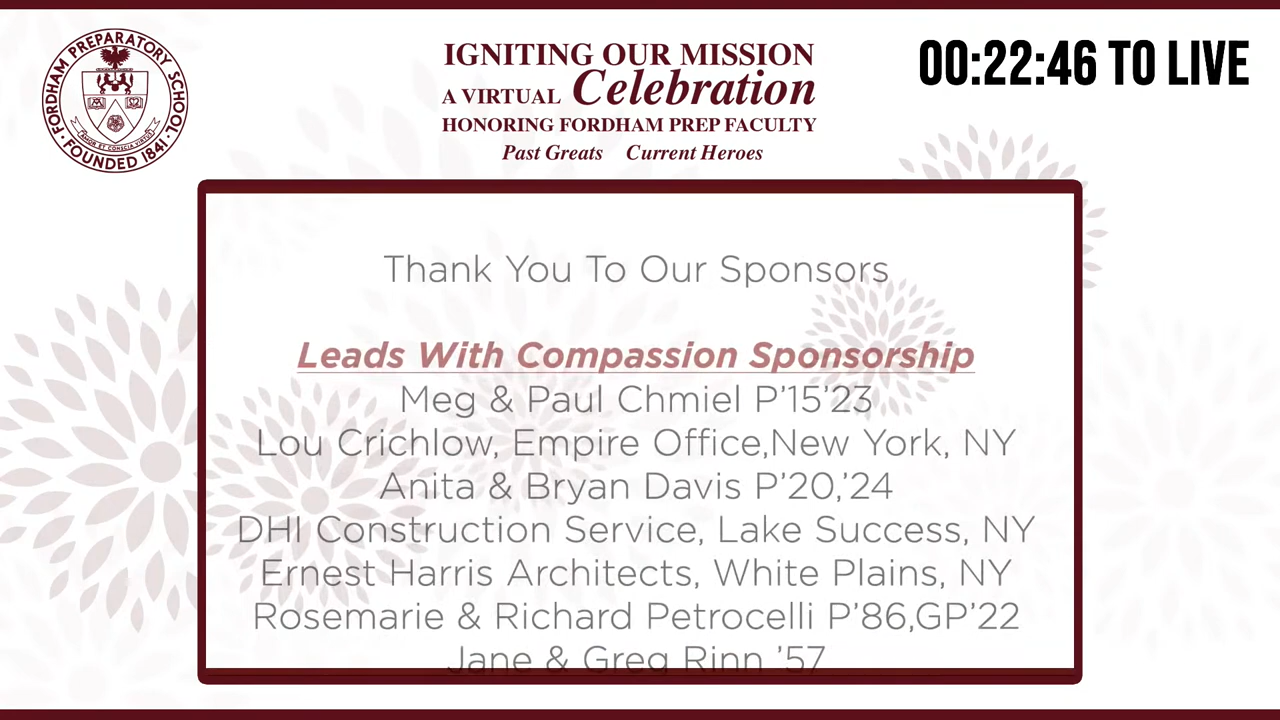 FORDHAM PREPARATORY SCHOOL
FOUNDED 1841
IGNITING OUR MISSION
A VIRTUAL Celebration
HONORING FORDHAM PREP FACULTY
Past Greats Current Heroes
00:22:46 TO LIVE
Thank You To Our Sponsors
Leads With Compassion Sponsorship
Meg & Paul Chmiel P’15’23
Lou Crichlow, Empire Office,New York, NY
Anita & Bryan Davis P’20,’24
DHI Construction Service, Lake Success, NY
Ernest Harris Architects, White Plains, NY
Rosemarie & Richard Petrocelli P’86,GP’22
Jane & Greg Rinn ’57